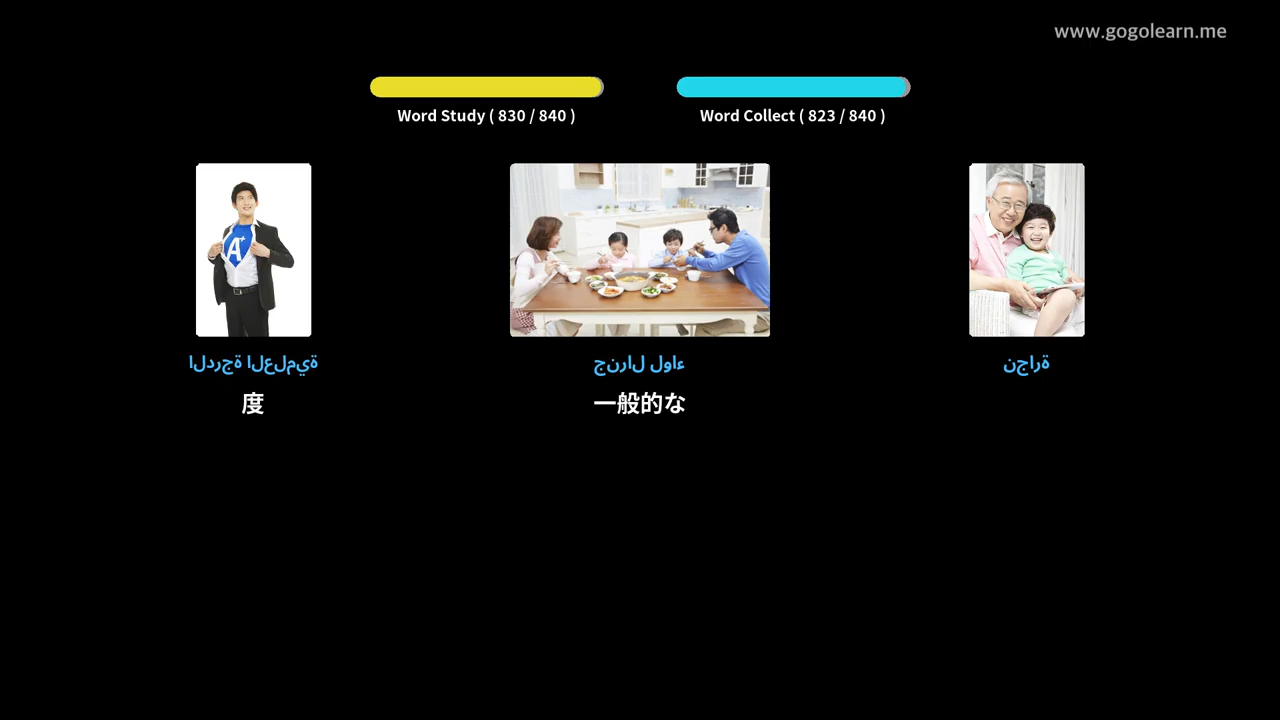 www.gogolearn.me
Word Study ( 830 / 840 )
Word Collect ( 823 / 840 )
A+
الدرجة العلمية
جنرال لواء
نجارة
度
一般的な